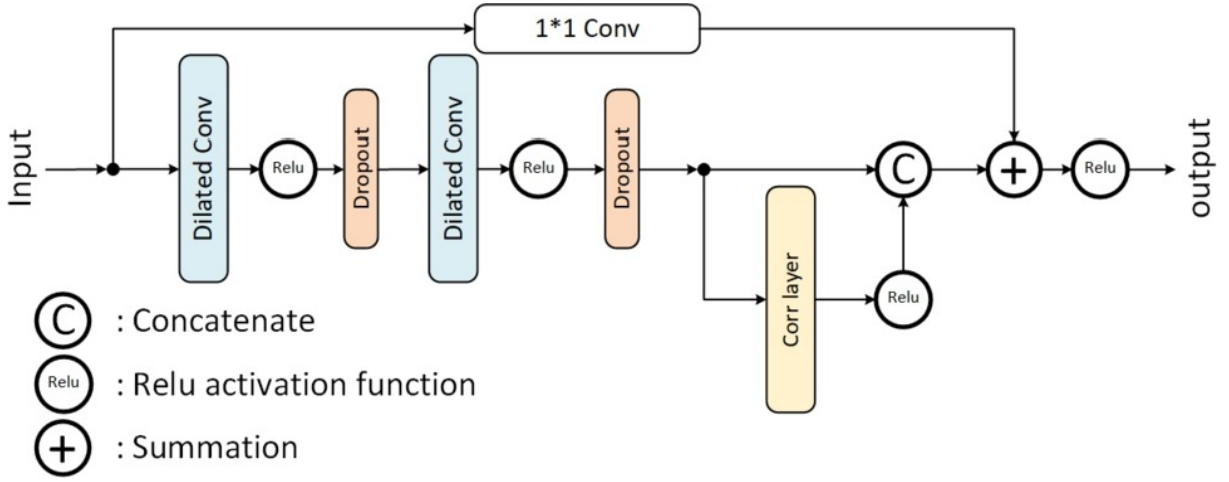 1*1 Conv
Input
Dilated Conv
Relu
Dropout
Dilated Conv
Relu
Dropout
C
+
Relu
output
Corr layer
Relu
C : Concatenate
Relu : Relu activation function
+ : Summation